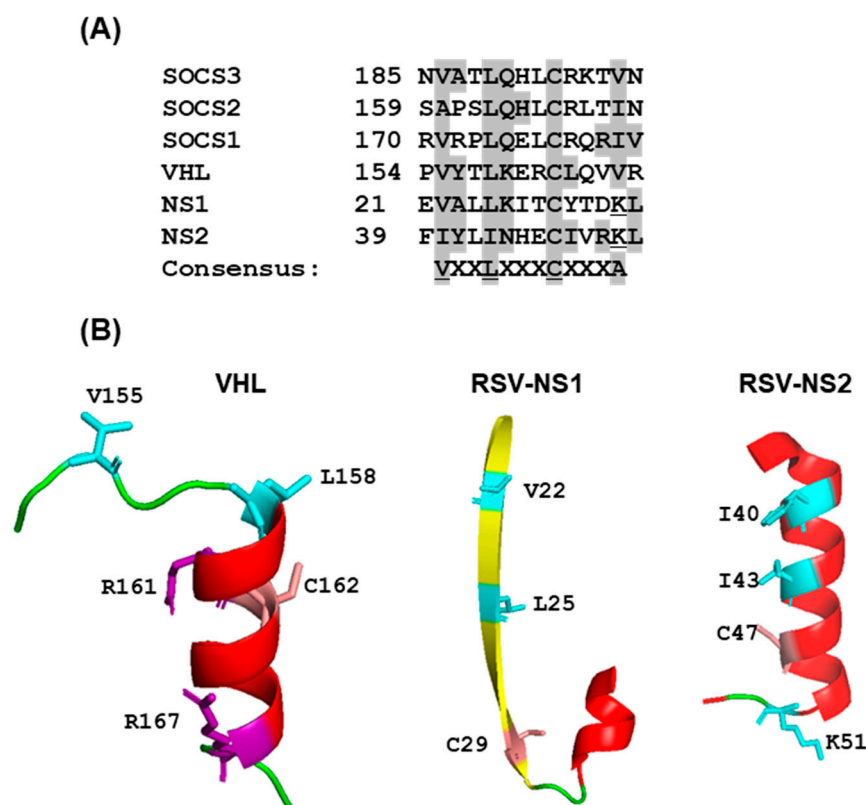 (A)
SOCS3 185 NVATLQHLCRKTVN
SOCS2 159 SAPSLQHLCRLTIN
SOCS1 170 RVRPLQELCRQRIV
VHL 154 PVYTLKERCLQVVR
NS1 21 EVALLKITCYTDKL
NS2 39 FIYLINHECIVRKL
Consensus: VXXLXXXCXXXA
(B)
VHL RSV-NS1 RSV-NS2
V155
L158
R161
C162
R167
V22
L25
C29
I40
I43
C47
K51